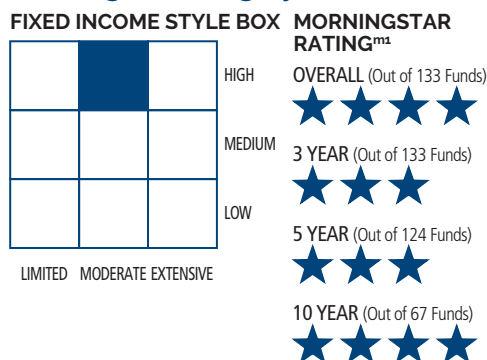 FIXED INCOME STYLE BOX
HIGH
MEDIUM
LOW
LIMITED MODERATE EXTENSIVE
MORNINGSTAR
RATINGᵐ¹
OVERALL (Out of 133 Funds)
3 YEAR (Out of 133 Funds)
5 YEAR (Out of 124 Funds)
10 YEAR (Out of 67 Funds)